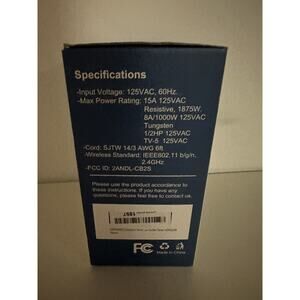 Specifications
-Input Voltage: 125VAC, 60Hz.
-Max Power Rating: 15A 125VAC
Resistive, 1875W.
8A/1000W 125VAC
Tungsten
1/2HP 125VAC
TV-5 125VAC
-Cord: SJTW 14/3 AWG 6ft
-Wireless Standard: IEEE802.11 b/g/n,
2.4GHz
-FCC ID: 2ANDL-CB2S
Please use the product accordance to
these instructions. If you have any
questions, please feel free to contact us.
FC
Made in China